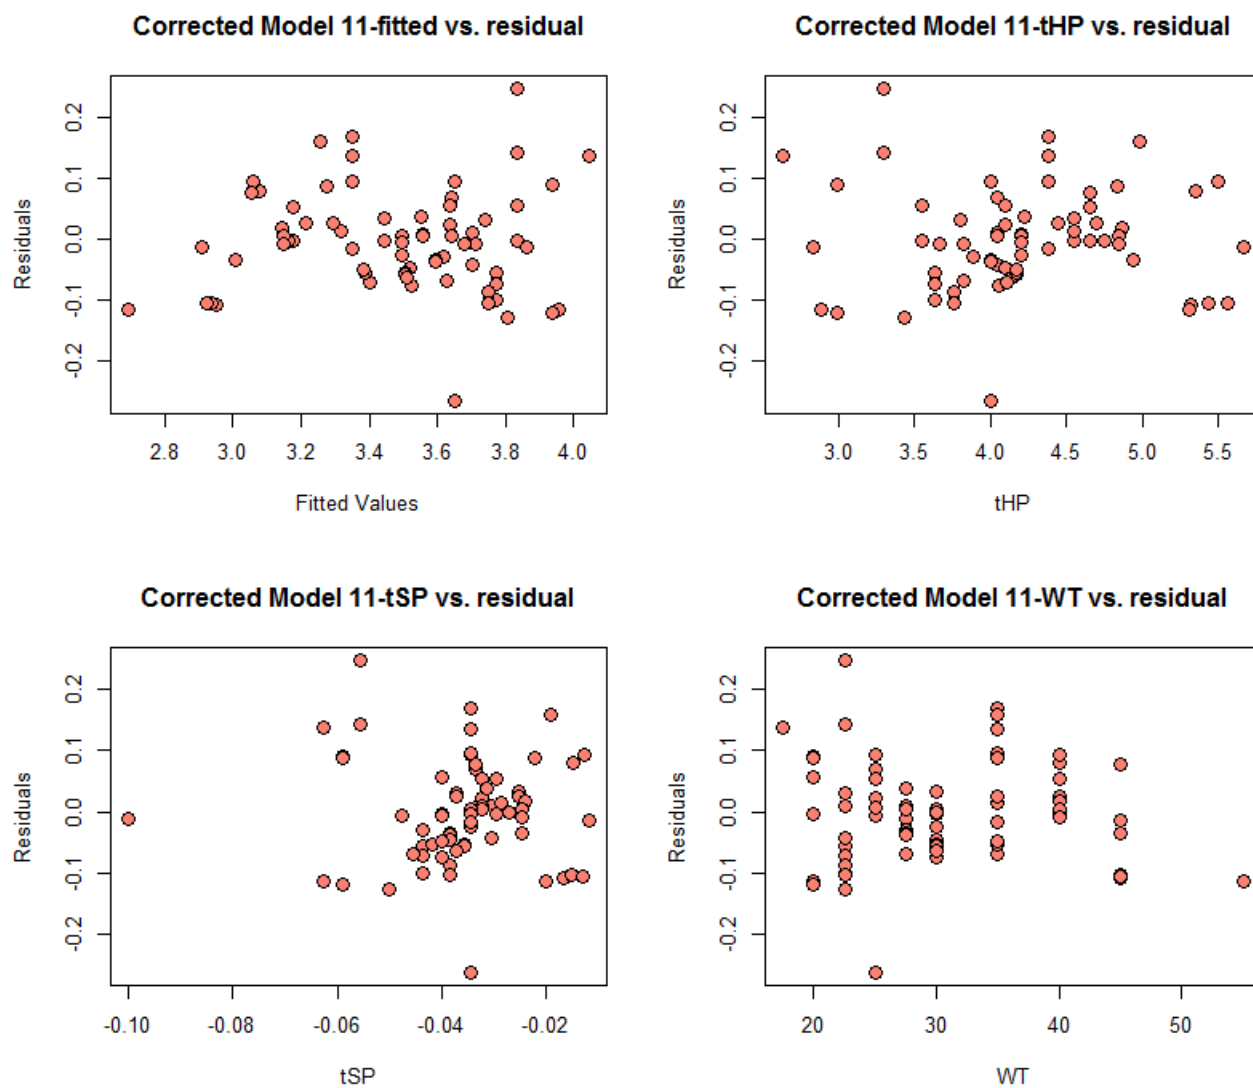 Corrected Model 11-fitted vs. residual
Residuals
0.2
0.1
0.0
-0.1
-0.2
2.8 3.0 3.2 3.4 3.6 3.8 4.0
Fitted Values
Corrected Model 11-tHP vs. residual
Residuals
0.2
0.1
0.0
-0.1
-0.2
3.0 3.5 4.0 4.5 5.0 5.5
tHP
Corrected Model 11-tSP vs. residual
Residuals
0.2
0.1
0.0
-0.1
-0.2
-0.10 -0.08 -0.06 -0.04 -0.02
tSP
Corrected Model 11-WT vs. residual
Residuals
0.2
0.1
0.0
-0.1
-0.2
20 30 40 50
WT